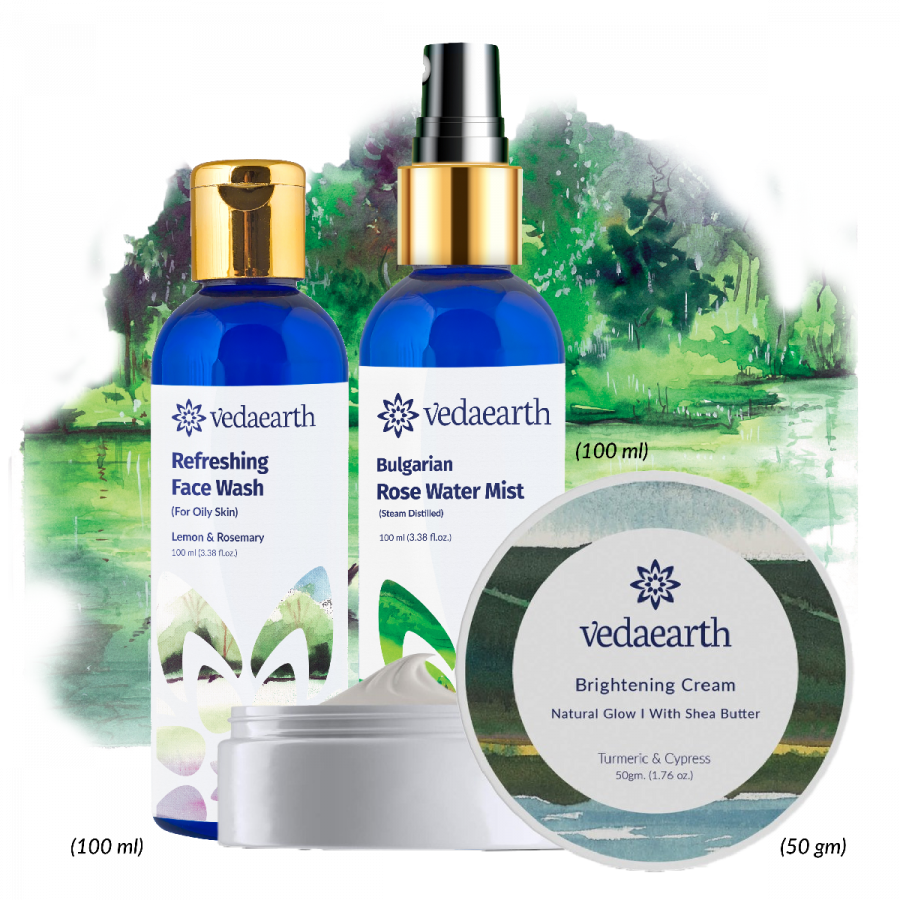 vedaearth
Refreshing
Face Wash
(For Oily Skin)
Lemon & Rosemary
100 ml (3.38 fl.oz.)
vedaearth
Bulgarian
Rose Water Mist
(Steam Distilled)
100 ml (3.38 fl.oz.)
(100 ml)
vedaearth
Brightening Cream
Natural Glow I With Shea Butter
Turmeric & Cypress
50gm. (1.76 oz.)
(100 ml)
(50 gm)